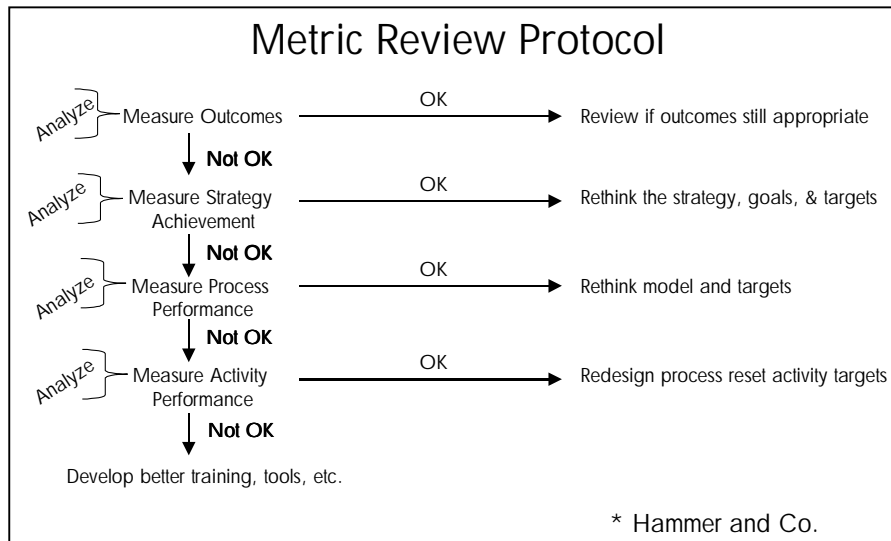 Metric Review Protocol
Analyze
Measure Outcomes
OK
Review if outcomes still appropriate
Not OK
Analyze
Measure Strategy
Achievement
OK
Rethink the strategy, goals, & targets
Not OK
Analyze
Measure Process
Performance
OK
Rethink model and targets
Not OK
Analyze
Measure Activity
Performance
OK
Redesign process reset activity targets
Not OK
Develop better training, tools, etc.
* Hammer and Co.